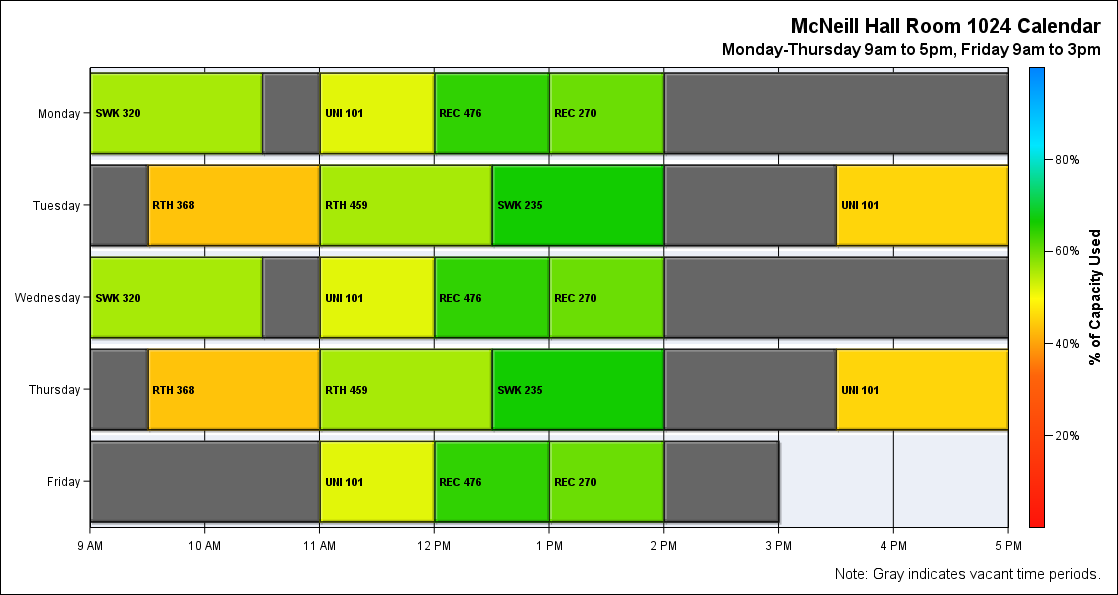 McNeill Hall Room 1024 Calendar
Monday-Thursday 9am to 5pm, Friday 9am to 3pm
Monday
SWK 320
UNI 101
REC 476
REC 270
Tuesday
RTH 368
RTH 459
SWK 235
UNI 101
Wednesday
SWK 320
UNI 101
REC 476
REC 270
Thursday
RTH 368
RTH 459
SWK 235
UNI 101
Friday
UNI 101
REC 476
REC 270
9 AM
10 AM
11 AM
12 PM
1 PM
2 PM
3 PM
4 PM
5 PM
80%
60%
40%
20%
% of Capacity Used
Note: Gray indicates vacant time periods.